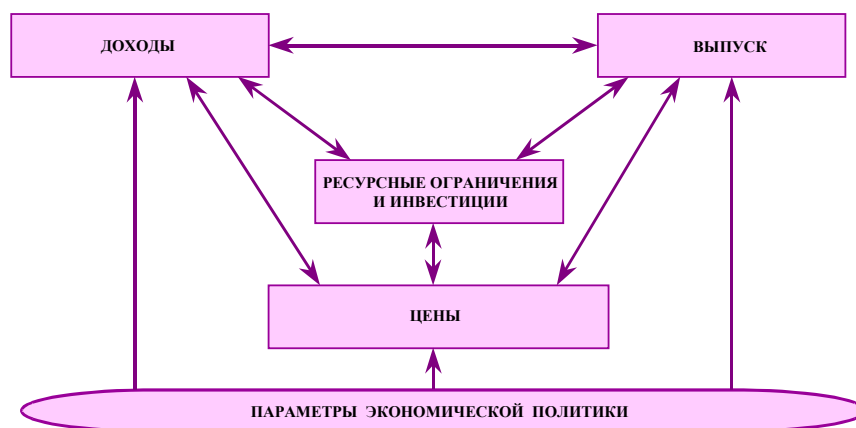 ДОХОДЫ
ВЫПУСК
РЕСУРСНЫЕ ОГРАНИЧЕНИЯ
И ИНВЕСТИЦИИ
ЦЕНЫ
ПАРАМЕТРЫ ЭКОНОМИЧЕСКОЙ ПОЛИТИКИ